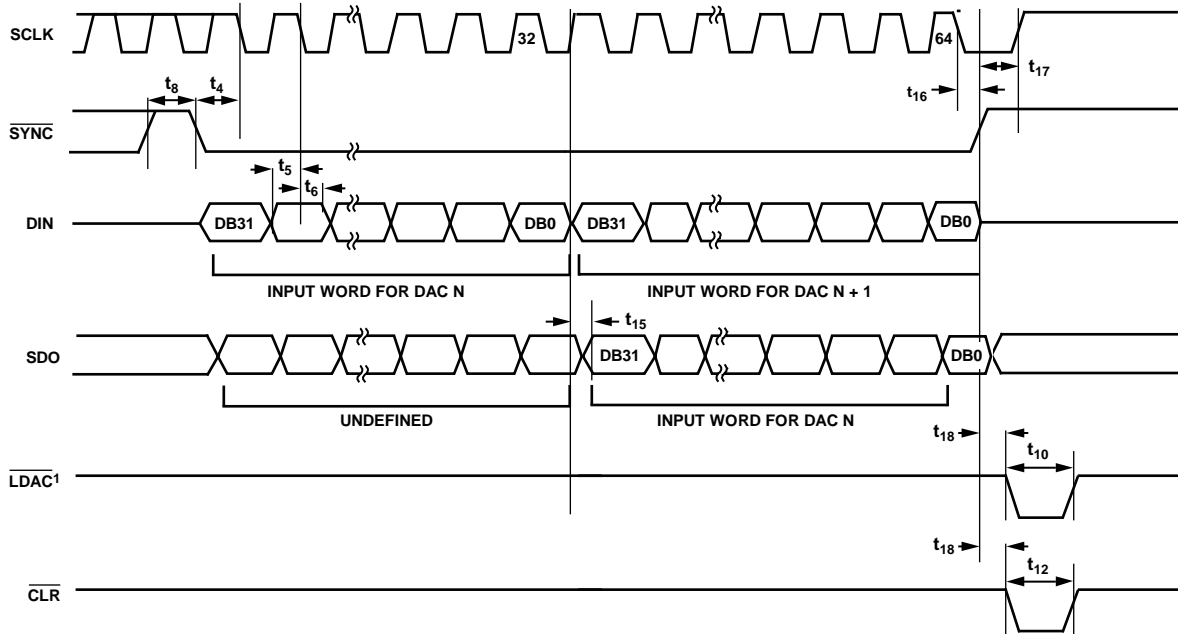 SCLK
32
64
t17
t16
t8
t4
SYNC
t5
t6
DIN
DB31
DB0
DB31
DB0
INPUT WORD FOR DAC N
INPUT WORD FOR DAC N + 1
t15
SDO
DB31
DB0
UNDEFINED
INPUT WORD FOR DAC N
t18
t10
LDAC1
t18
t12
CLR